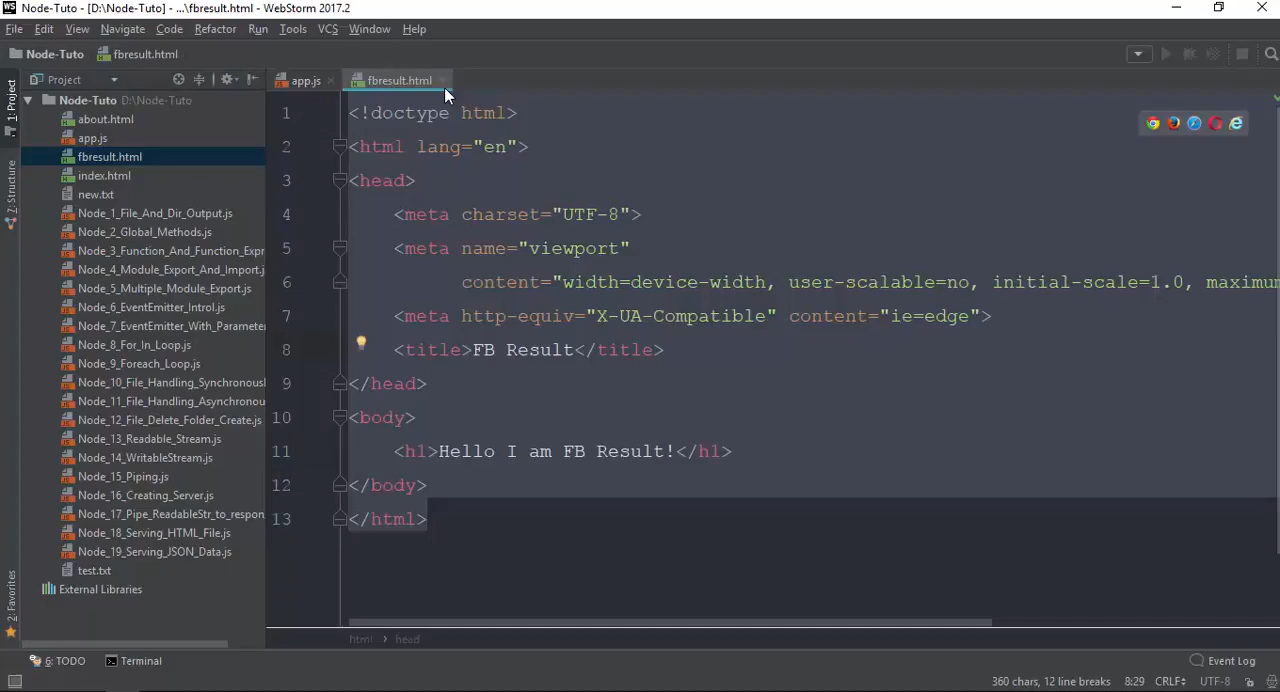 WS Node-Tuto - [D:\Node-Tuto] - ...\fbresult.html - WebStorm 2017.2
File Edit View Navigate Code Refactor Run Tools VCS Window Help
Node-Tuto fbresult.html
Project
app.js fbresult.html
1: Project
7: Structure
2: Favorites
Node-Tuto D:\Node-Tuto
about.html
app.js
fbresult.html
index.html
new.txt
Node_1_File_And_Dir_Output.js
Node_2_Global_Methods.js
Node_3_Function_And_Function_Expr
Node_4_Module_Export_And_Import.j
Node_5_Multiple_Module_Export.js
Node_6_EventEmitter_Introl.js
Node_7_EventEmitter_With_Paramete
Node_8_For_In_Loop.js
Node_9_Foreach_Loop.js
Node_10_File_Handling_Synchronous
Node_11_File_Handling_Asynchronou
Node_12_File_Delete_Folder_Create.js
Node_13_Readable_Stream.js
Node_14_WritableStream.js
Node_15_Piping.js
Node_16_Creating_Server.js
Node_17_Pipe_ReadableStr_to_respon
Node_18_Serving_HTML_File.js
Node_19_Serving_JSON_Data.js
test.txt
External Libraries
1 <!doctype html>
2 <html lang="en">
3 <head>
4 <meta charset="UTF-8">
5 <meta name="viewport"
6 content="width=device-width, user-scalable=no, initial-scale=1.0, maximum
7 <meta http-equiv="X-UA-Compatible" content="ie=edge">
8 <title>FB Result</title>
9 </head>
10 <body>
11 <h1>Hello I am FB Result!</h1>
12 </body>
13 </html>
html › head
6: TODO Terminal Event Log
360 chars, 12 line breaks 8:29 CRLF UTF-8